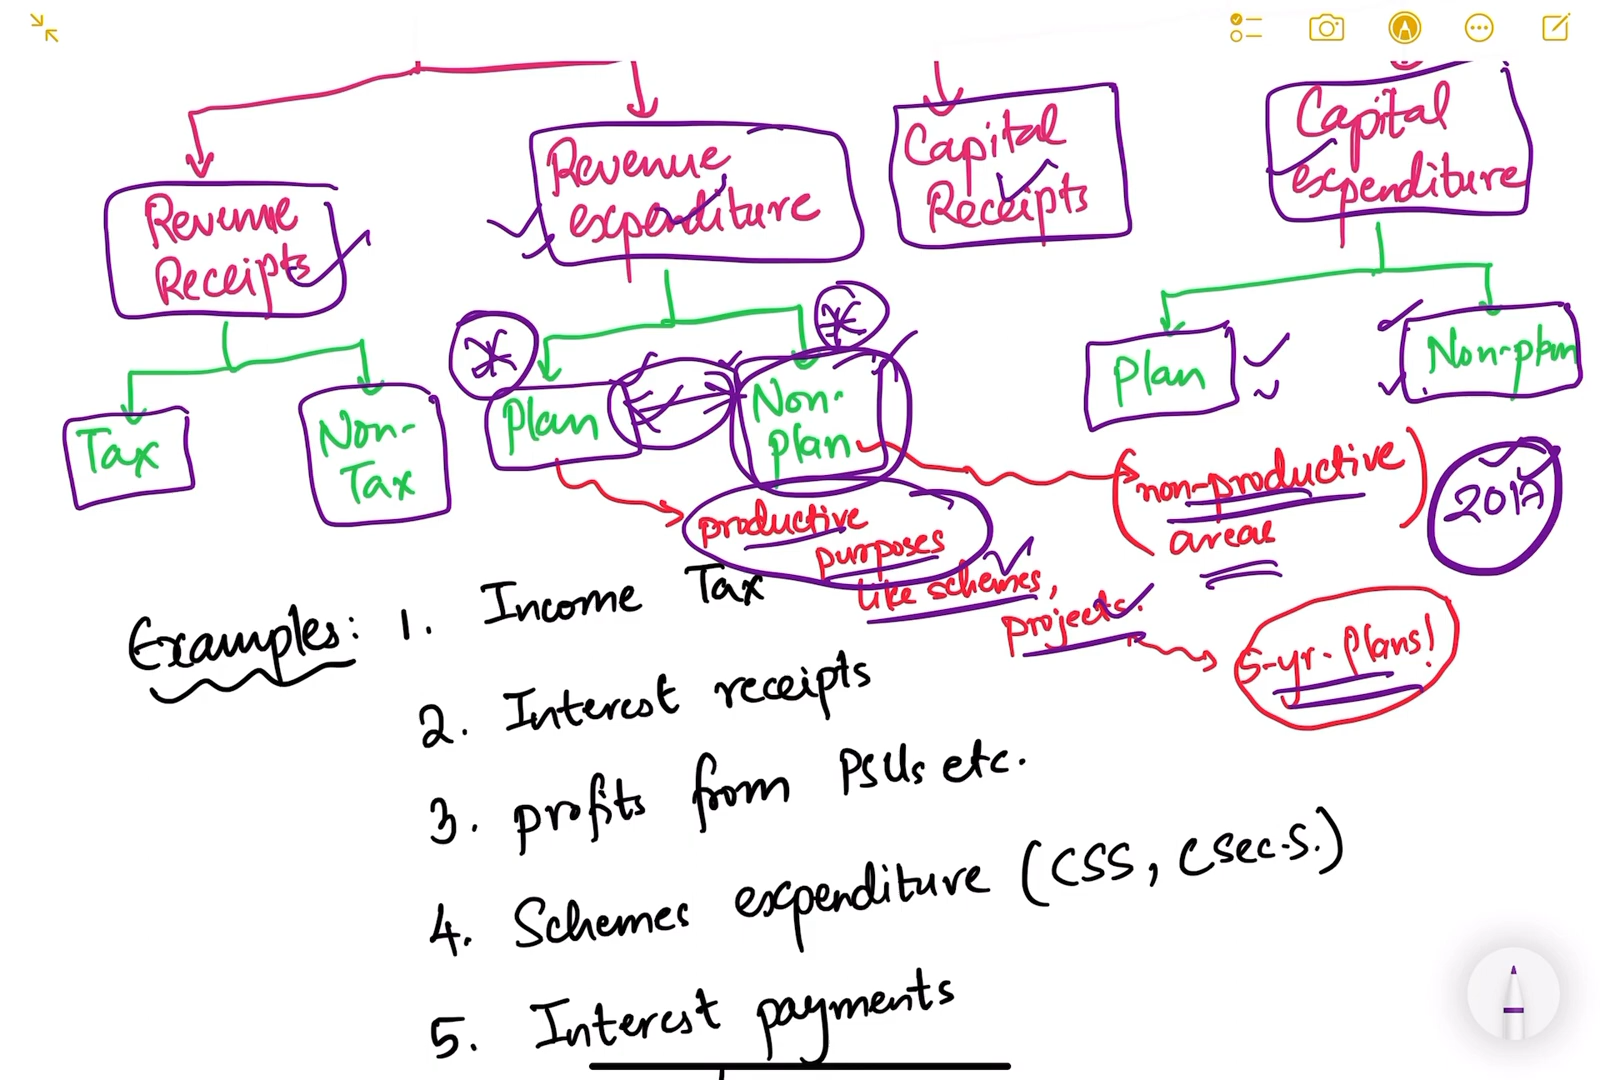 Revenue
Receipts
Revenue
expenditure
Capital
Receipts
Capital
expenditure
Tax
Non-
Tax
Plan
Non-
plan
Plan
Non-plan
productive
purposes
like schemes,
projects.
(non-productive
areas)
2017
5-yr. Plans!
Examples: 1. Income Tax
2. Interest receipts
3. profits from PSUs etc.
4. Schemes expenditure (CSS, CSec.S.)
5. Interest payments